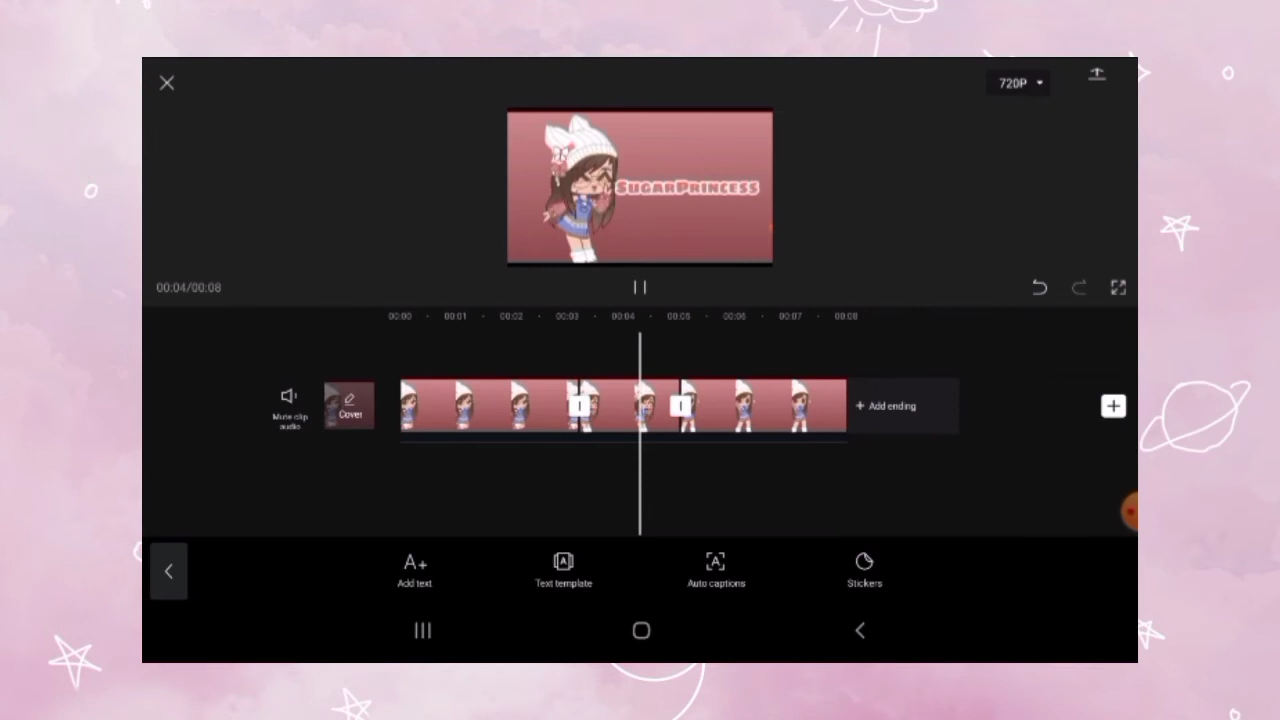 720P
SUGARPRINCESS
00:04/00:08
00:00 00:01 00:02 00:03 00:04 00:05 00:06 00:07 00:08
Mute clip
audio
Cover
+ Add ending
A+
A
A
Add text
Text template
Auto captions
Stickers